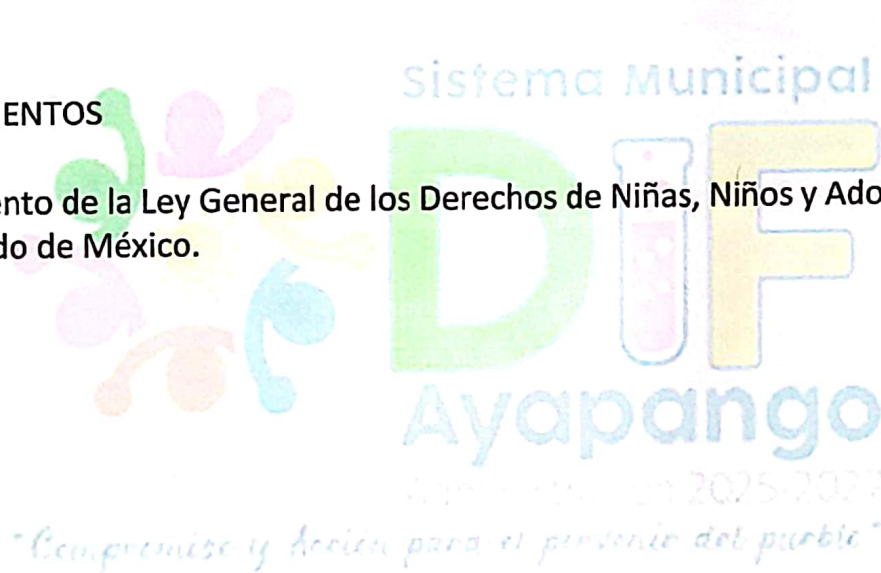 Sistema Municipal
ENTOS
ento de la Ley General de los Derechos de Niñas, Niños y Ado
do de México.
DIF
Ayapango
2025-2027
"Compromiso y Acción para el porvenir del pueblo"